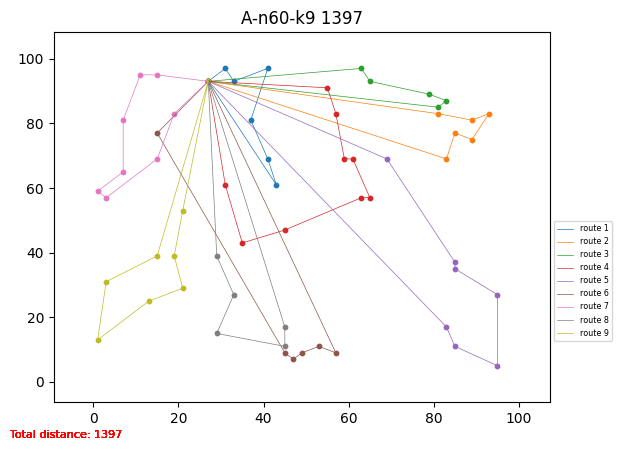 A-n60-k9 1397
100
80
60
40
20
0
0 20 40 60 80 100
route 1
route 2
route 3
route 4
route 5
route 6
route 7
route 8
route 9
Total distance: 1397